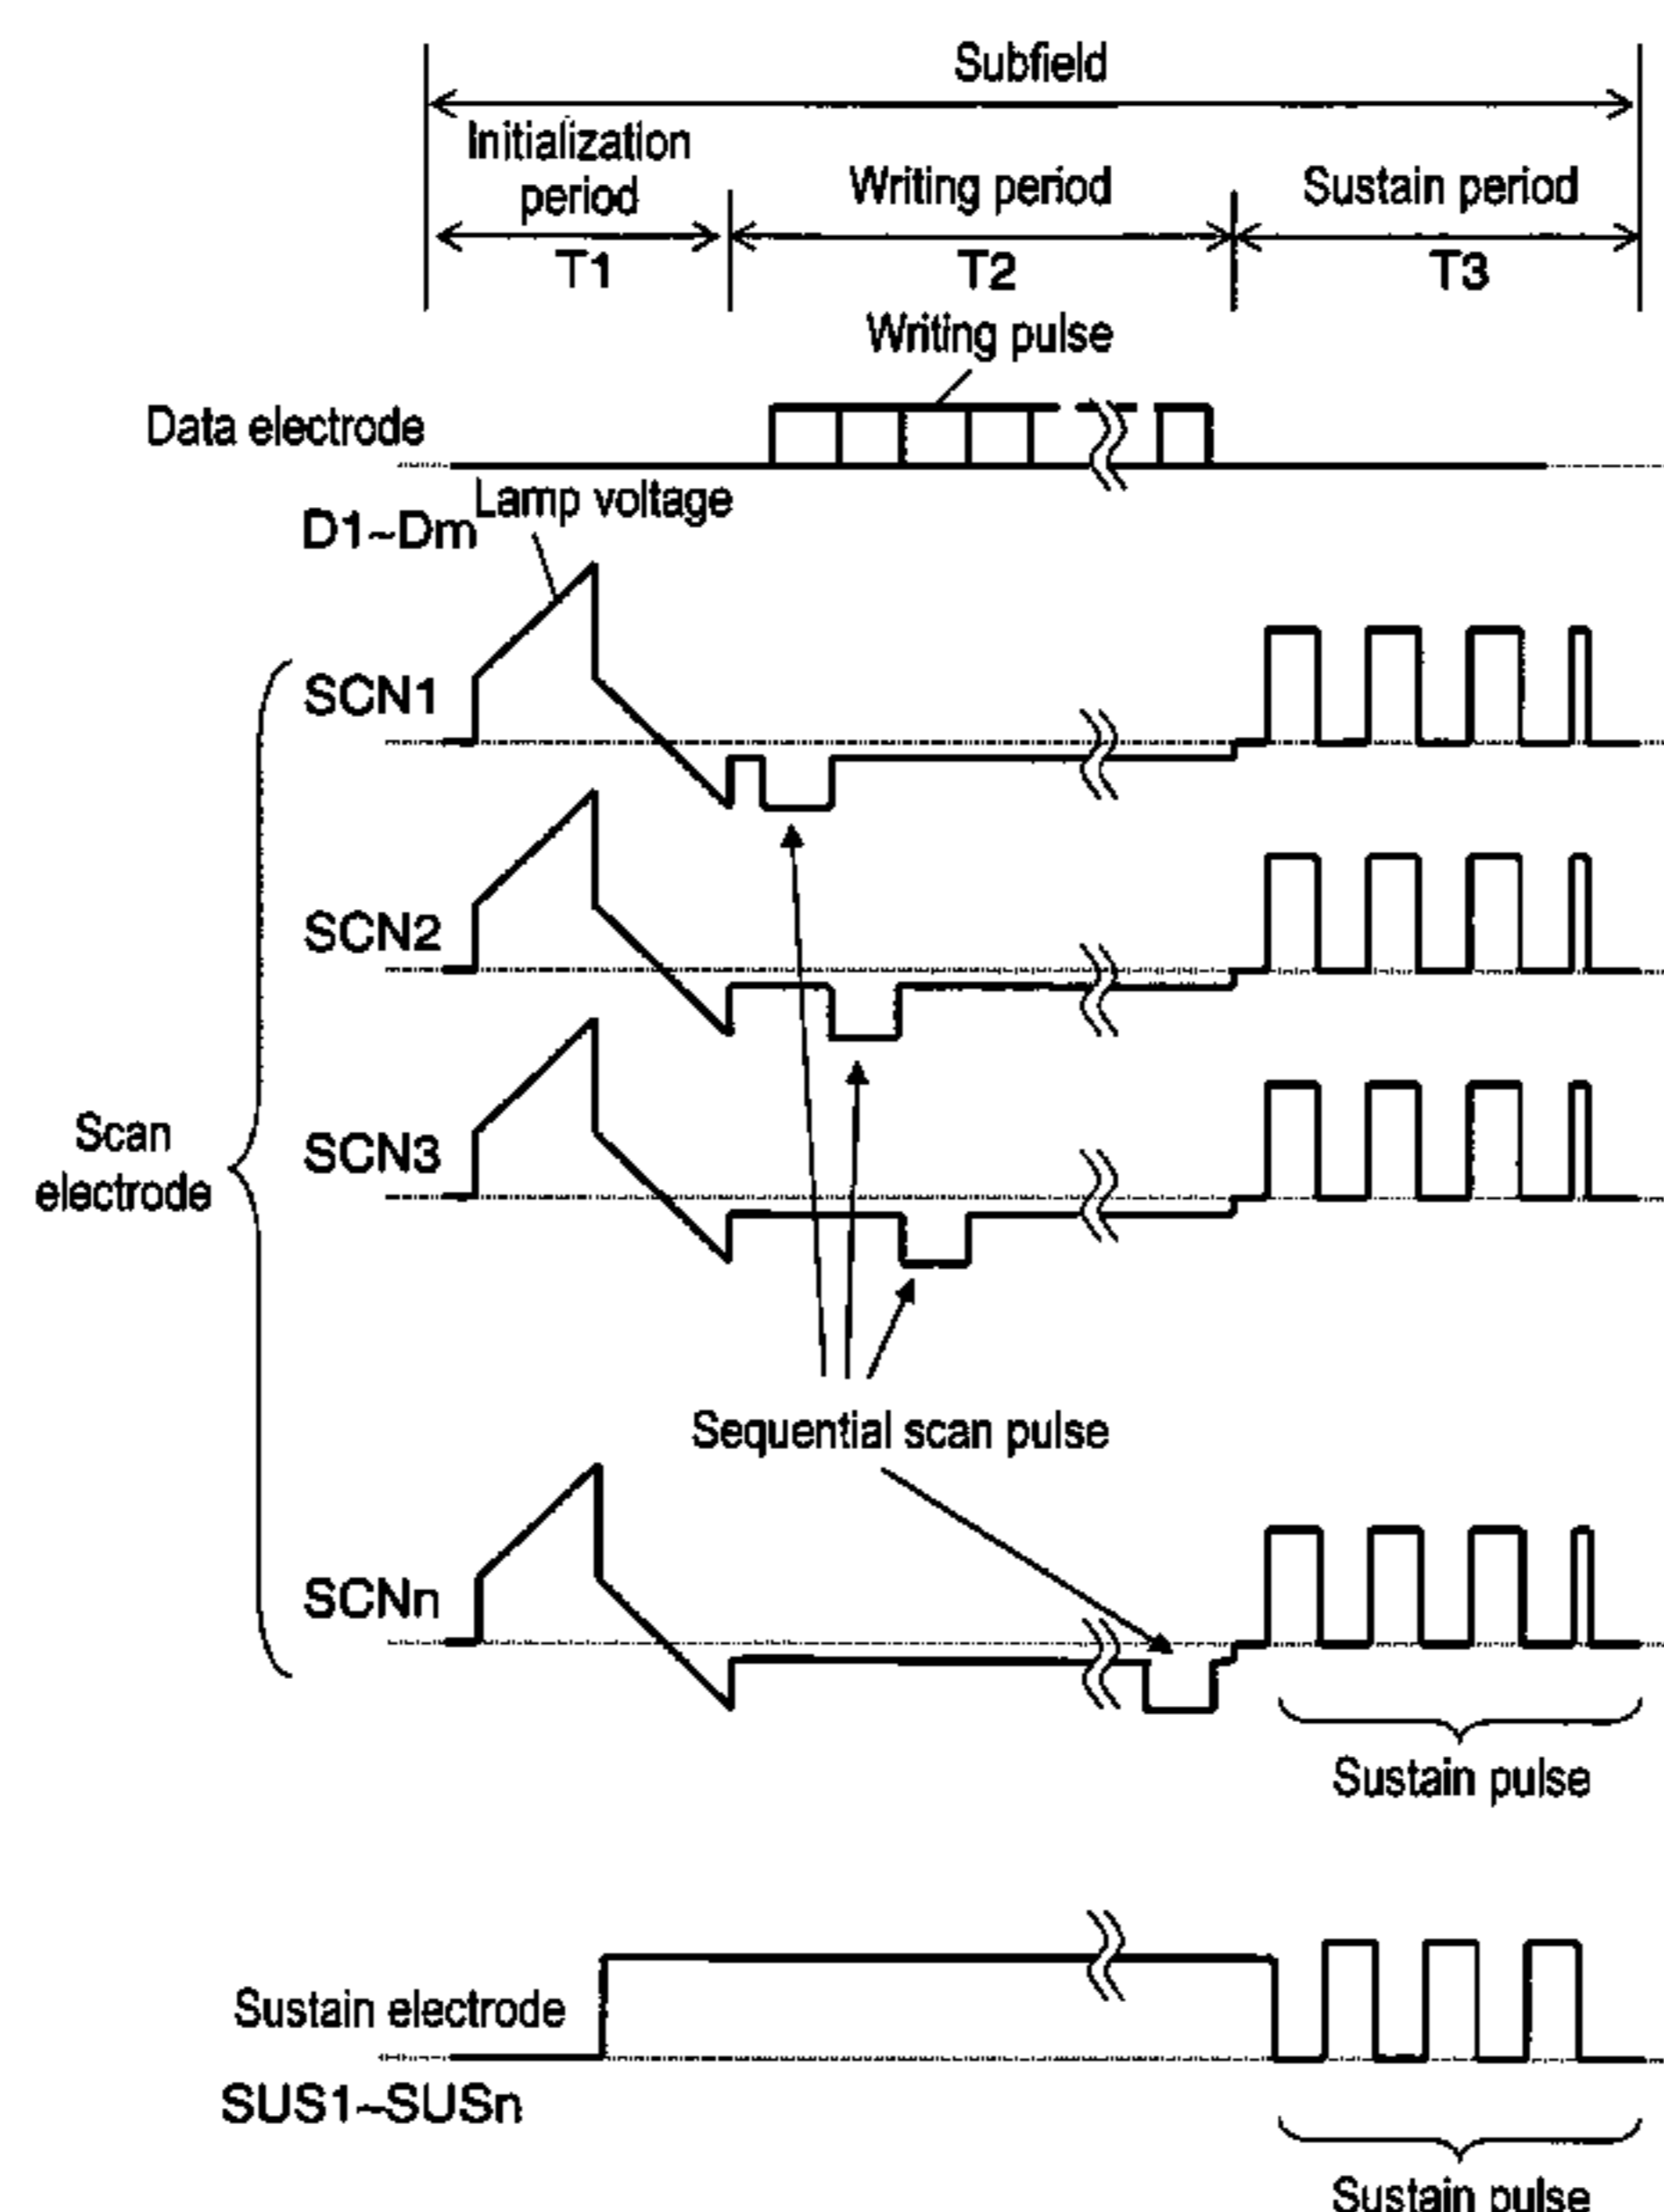 Subfield
Initialization
period
Writing period
Sustain period
T1
T2
T3
Writing pulse
Data electrode
Lamp voltage
D1~Dm
SCN1
SCN2
Scan
electrode
SCN3
Sequential scan pulse
SCNn
Sustain pulse
Sustain electrode
SUS1~SUSn
Sustain pulse